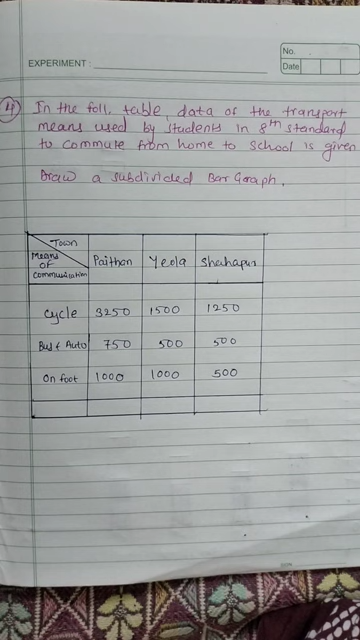 No.
EXPERIMENT :
Date
4) In the foll. table, data of the transport
means used by students in 8th standard
to commute from home to school is given
Draw a subdivided Bar Graph.
Town
Means of Communication
Paithan Yeola Shahapur
Cycle 3250 1500 1250
Bus & Auto 750 500 500
On foot 1000 1000 500